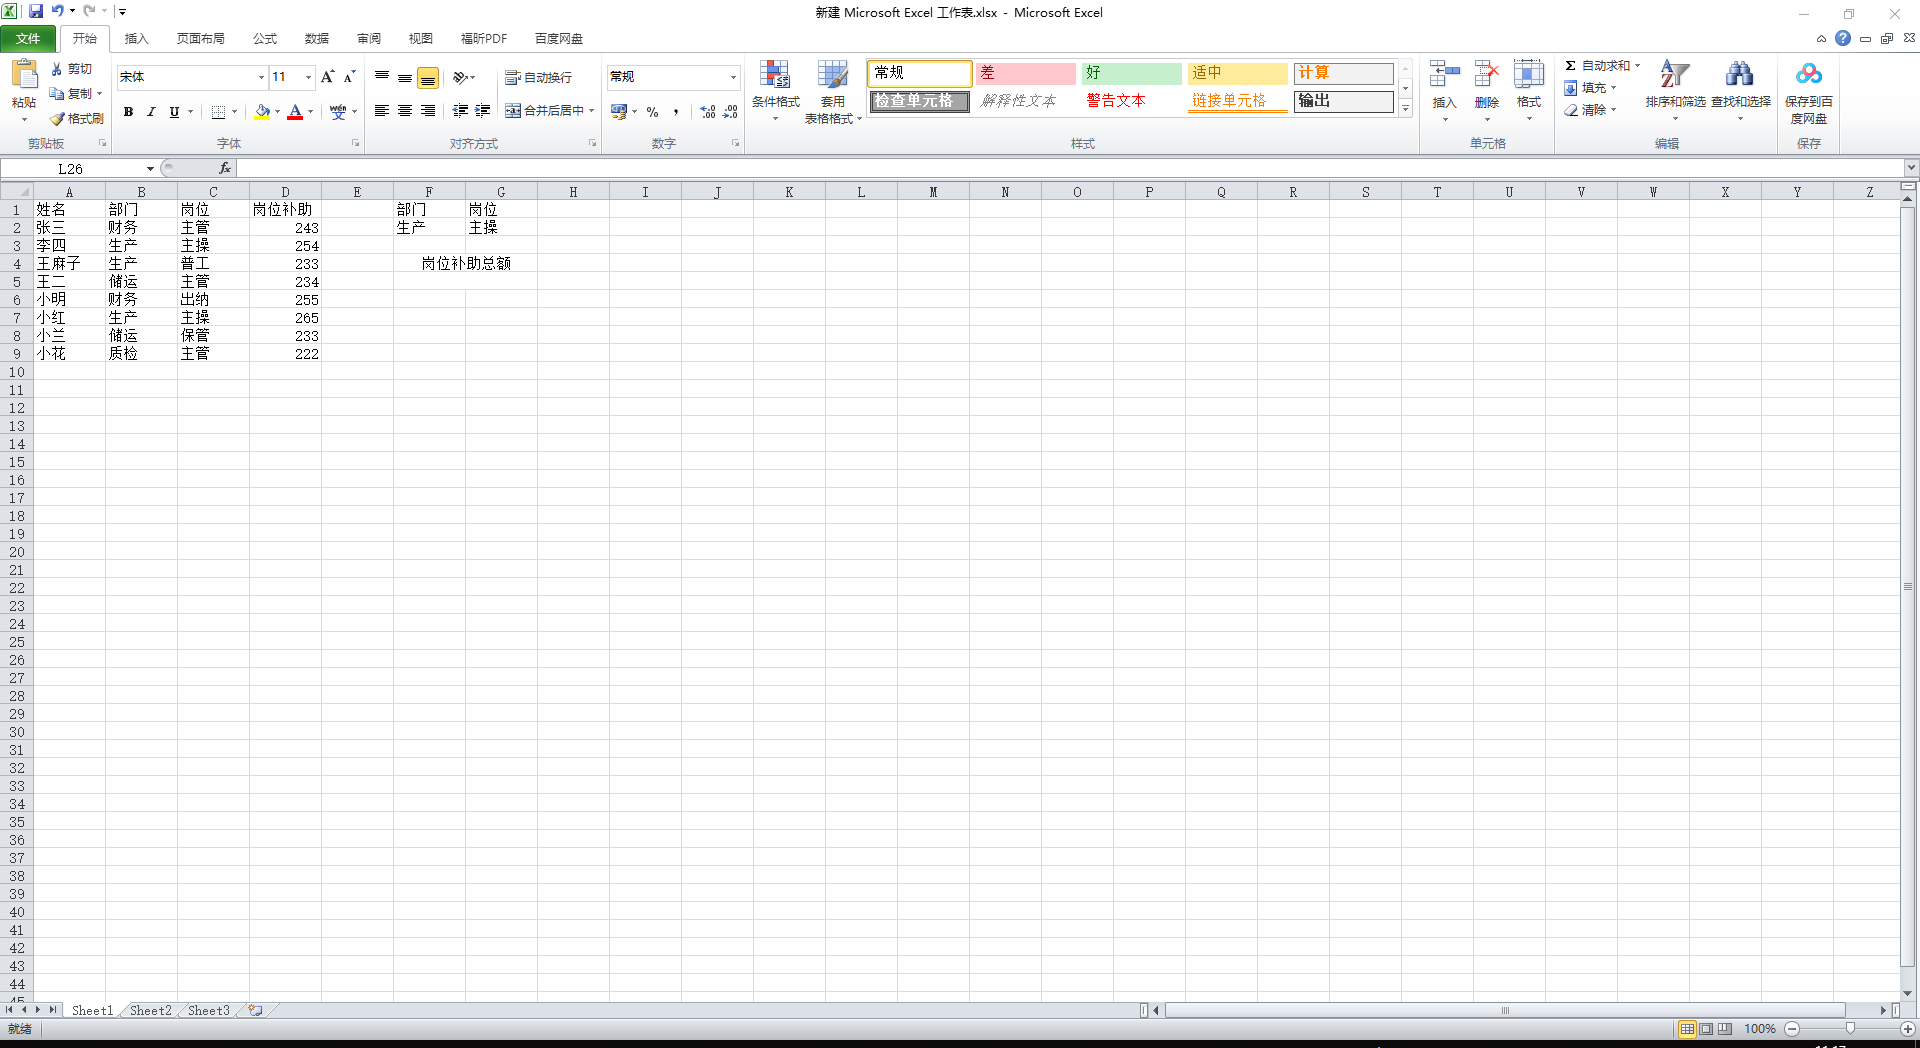 新建 Microsoft Excel 工作表.xlsx - Microsoft Excel
文件 开始 插入 页面布局 公式 数据 审阅 视图 福昕PDF 百度网盘
粘贴 剪切 复制 格式刷 剪贴板
宋体 11 B I U wén 文 字体
自动换行 合并后居中 对齐方式
常规 % , .00 .00 数字
条件格式 套用 表格格式
常规 差 好 适中 计算
检查单元格 解释性文本 警告文本 链接单元格 输出
样式
插入 删除 格式 单元格
Σ 自动求和 填充 清除 排序和筛选 查找和选择 编辑
保存到百 度网盘 保存
L26 fx
A B C D E F G H I J K L M N O P Q R S T U V W X Y Z
1 姓名 部门 岗位 岗位补助 部门 岗位
2 张三 财务 主管 243 生产 主操
3 李四 生产 主操 254
4 王麻子 生产 普工 233 岗位补助总额
5 王二 储运 主管 234
6 小明 财务 出纳 255
7 小红 生产 主操 265
8 小兰 储运 保管 233
9 小花 质检 主管 222
10
11
12
13
14
15
16
17
18
19
20
21
22
23
24
25
26
27
28
29
30
31
32
33
34
35
36
37
38
39
40
41
42
43
44
45
Sheet1 Sheet2 Sheet3
就绪 100%